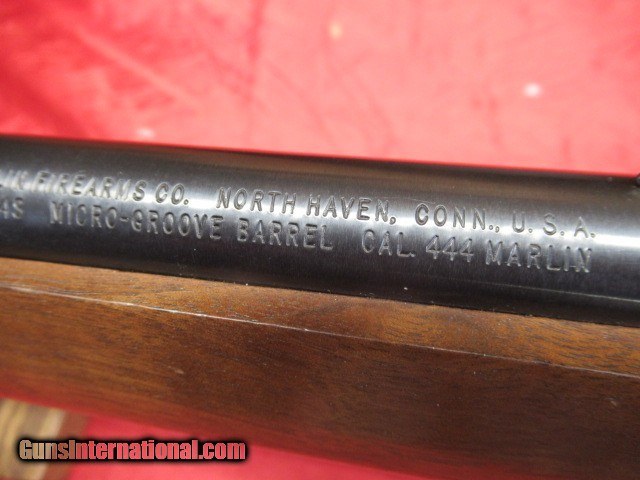 FIREARMS CO. NORTH HAVEN, CONN., U.S.A.
MICRO-GROOVE BARREL CAL. 444 MARLIN
GunsInternational.com